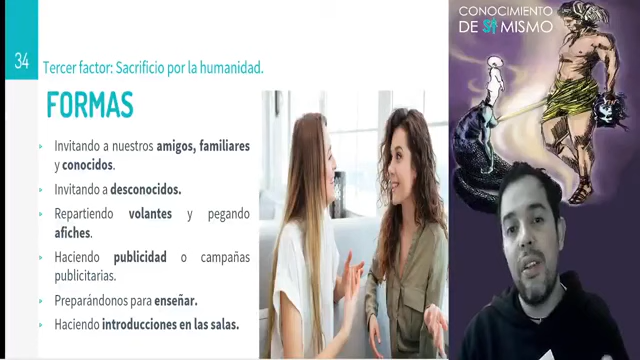 34
Tercer factor: Sacrificio por la humanidad.
FORMAS
Invitando a nuestros amigos, familiares
y conocidos.
Invitando a desconocidos.
Repartiendo volantes y pegando
afiches.
Haciendo publicidad o campañas
publicitarias.
Preparándonos para enseñar.
Haciendo introducciones en las salas.
CONOCIMIENTO
DE SÍ MISMO